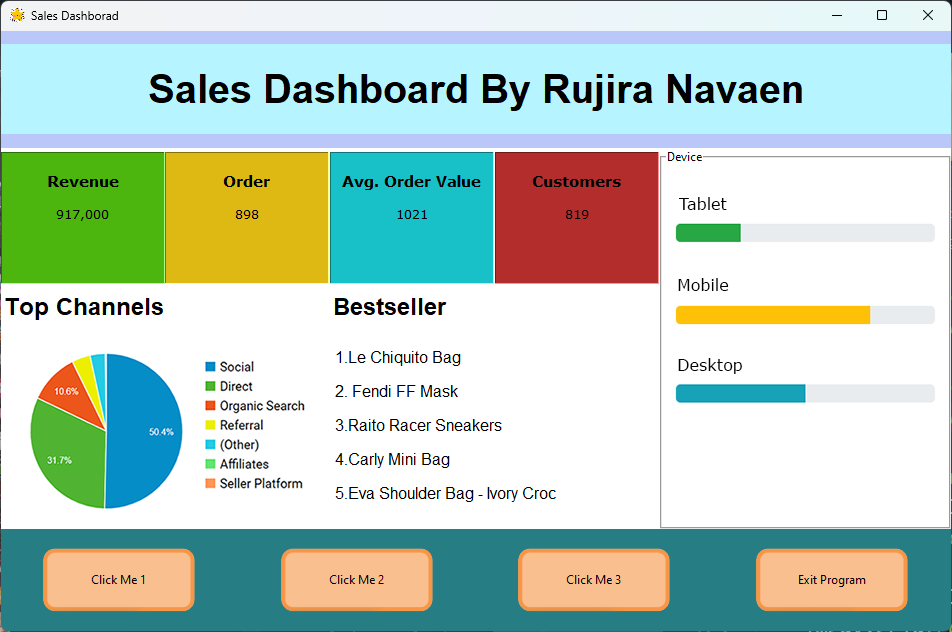 Sales Dashborad
Sales Dashboard By Rujira Navaen
Revenue
917,000
Order
898
Avg. Order Value
1021
Customers
819
Device
Tablet
Mobile
Desktop
Top Channels
50.4%
31.7%
10.6%
Social
Direct
Organic Search
Referral
(Other)
Affiliates
Seller Platform
Bestseller
1.Le Chiquito Bag
2. Fendi FF Mask
3.Raito Racer Sneakers
4.Carly Mini Bag
5.Eva Shoulder Bag - Ivory Croc
Click Me 1
Click Me 2
Click Me 3
Exit Program